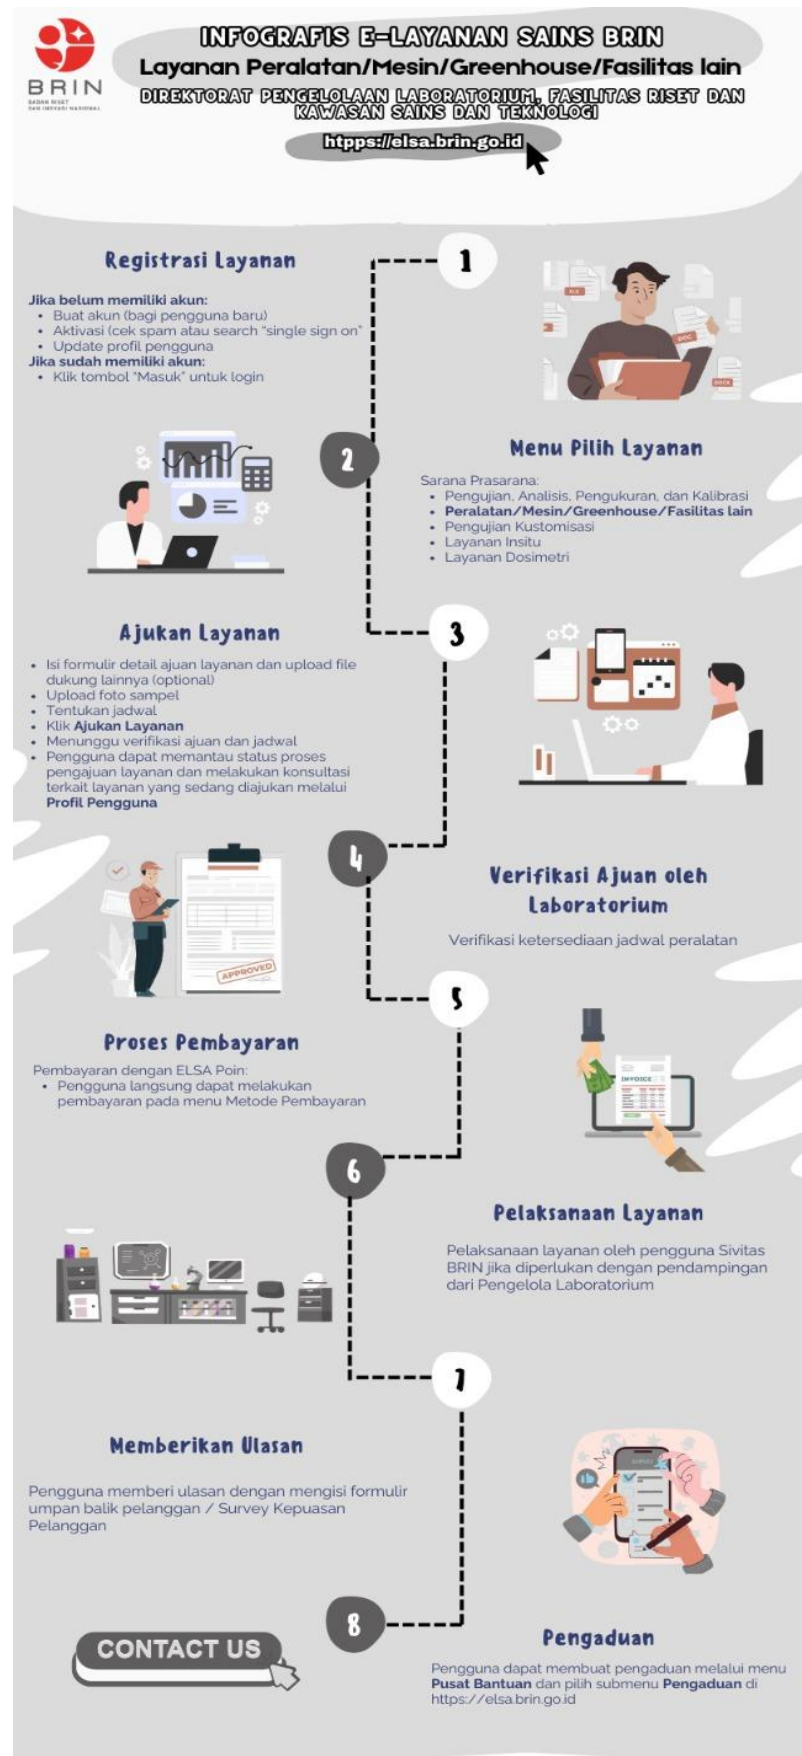 BRIN
BADAN RISET
DAN INOVASI NASIONAL
INFOGRAFIS E-LAYANAN SAINS BRIN
Layanan Peralatan/Mesin/Greenhouse/Fasilitas lain
DIREKTORAT PENGELOLAAN LABORATORIUM, FASILITAS RISET DAN
KAWASAN SAINS DAN TEKNOLOGI
htpps://elsa.brin.go.id
1
Registrasi Layanan
Jika belum memiliki akun:
• Buat akun (bagi pengguna baru)
• Aktivasi (cek spam atau search "single sign on"
• Update profil pengguna
Jika sudah memiliki akun:
• Klik tombol "Masuk" untuk login
XLS
DOC
DOCX
2
Menu Pilih Layanan
Sarana Prasarana:
• Pengujian, Analisis, Pengukuran, dan Kalibrasi
• Peralatan/Mesin/Greenhouse/Fasilitas lain
• Pengujian Kustomisasi
• Layanan Insitu
• Layanan Dosimetri
3
Ajukan Layanan
• Isi formulir detail ajuan layanan dan upload file
dukung lainnya (optional)
• Upload foto sampel
• Tentukan jadwal
• Klik Ajukan Layanan
• Menunggu verifikasi ajuan dan jadwal
• Pengguna dapat memantau status proses
pengajuan layanan dan melakukan konsultasi
terkait layanan yang sedang diajukan melalui
Profil Pengguna
4
Verifikasi Ajuan oleh
Laboratorium
Verifikasi ketersediaan jadwal peralatan
APPROVED
5
Proses Pembayaran
Pembayaran dengan ELSA Poin:
• Pengguna langsung dapat melakukan
pembayaran pada menu Metode Pembayaran
INVOICE
6
Pelaksanaan Layanan
Pelaksanaan layanan oleh pengguna Sivitas
BRIN jika diperlukan dengan pendampingan
dari Pengelola Laboratorium
7
Memberikan Ulasan
Pengguna memberi ulasan dengan mengisi formulir
umpan balik pelanggan / Survey Kepuasan
Pelanggan
SURVEY
8
CONTACT US
Pengaduan
Pengguna dapat membuat pengaduan melalui menu
Pusat Bantuan dan pilih submenu Pengaduan di
https://elsa.brin.go.id